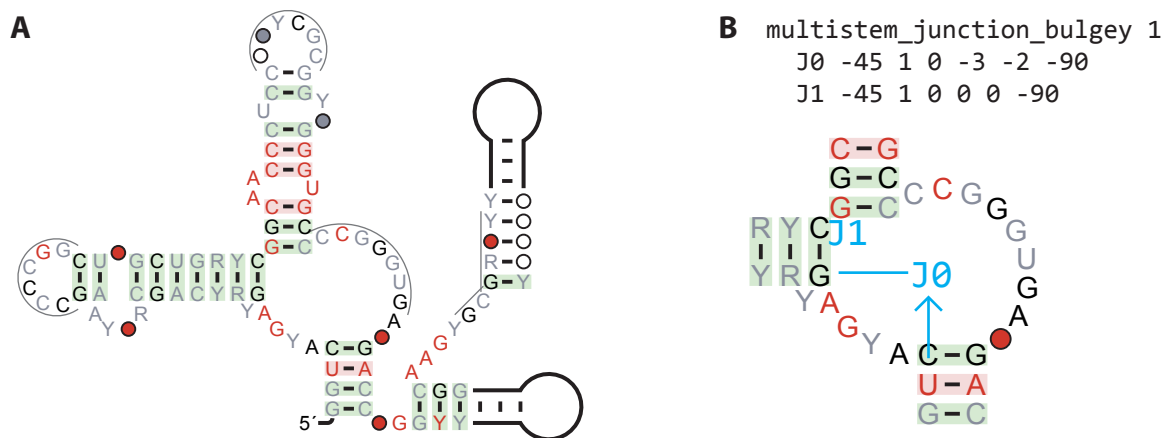 A
Y C
G
C
C G
C G
U Y
C G
C G
C G
A U
A
C G
G C
G C C C G G
G
U
G
A
C G G C U G C U G R Y C
C C C G A A C G A C Y R Y G
Y R Y A G Y A C G
U A
G C
G C
5´
G G Y
C G G
G Y Y
A A G Y G C G Y
R
Y
Y
B
multistem_junction_bulgey 1
J0 -45 1 0 -3 -2 -90
J1 -45 1 0 0 0 -90
C G
G C C C G
G C G
R Y C J1 G
Y R G J0 U
Y A G Y A C G A
U A
G C